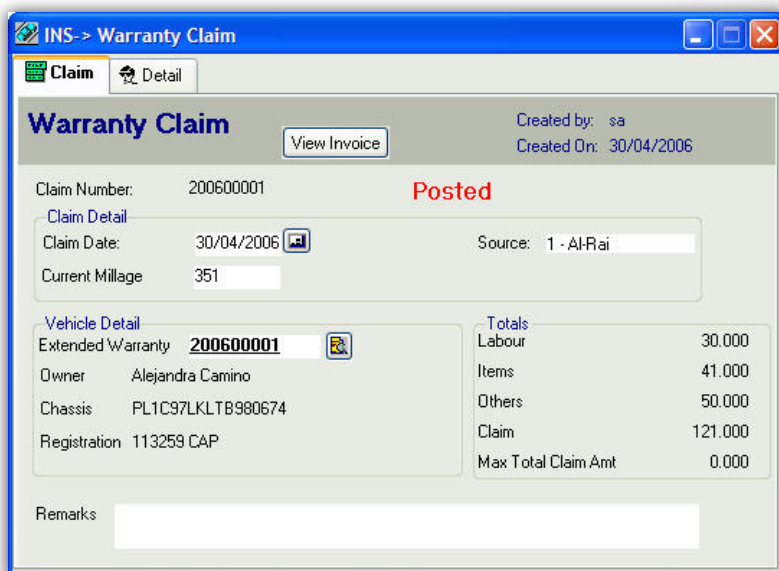 INS-> Warranty Claim
Claim Detail
Warranty Claim View Invoice Created by: sa
Created On: 30/04/2006
Claim Number: 200600001 Posted
Claim Detail
Claim Date: 30/04/2006 Source: 1 - Al-Rai
Current Millage 351
Vehicle Detail
Extended Warranty 200600001
Owner Alejandra Camino
Chassis PL1C97LKLTB980674
Registration 113259 CAP
Totals
Labour 30.000
Items 41.000
Others 50.000
Claim 121.000
Max Total Claim Amt 0.000
Remarks